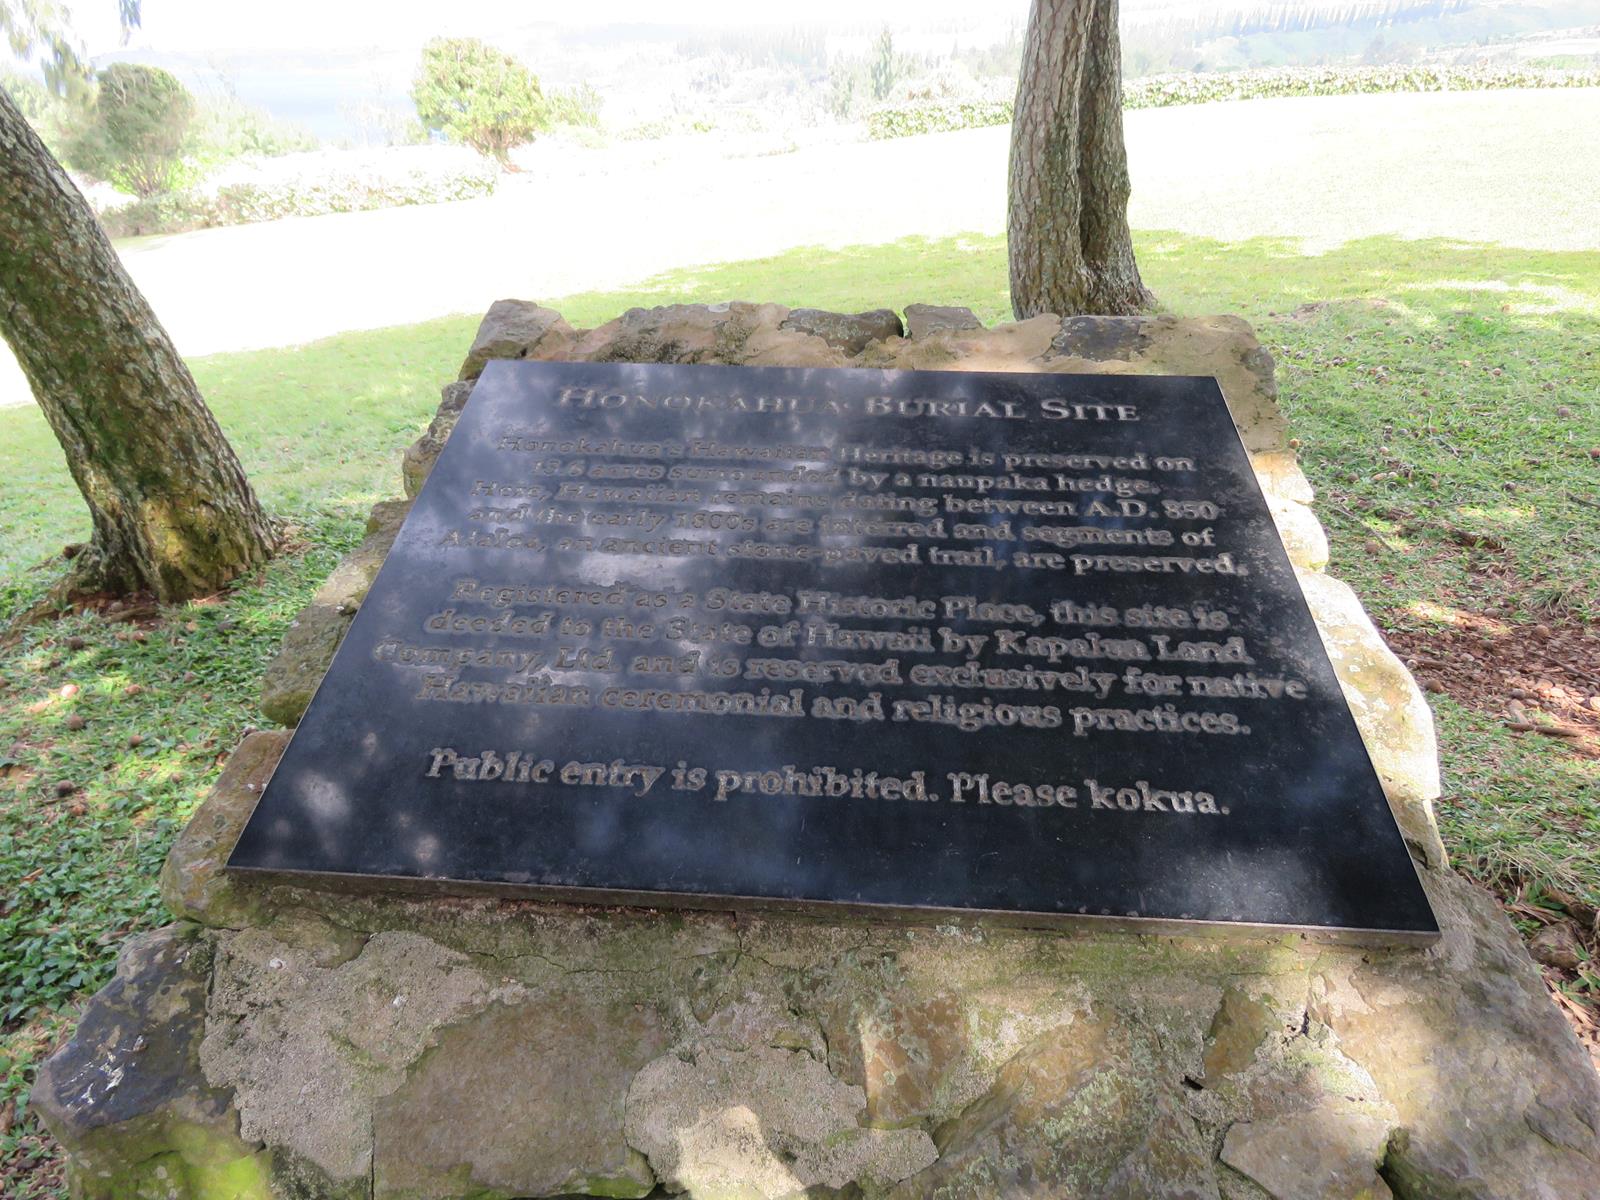 HONOKAHUA BURIAL SITE
Honokahua's Hawaiian Heritage is preserved on
13.6 acres surrounded by a naupaka hedge.
Here, Hawaiian remains dating between A.D. 850
and the early 1800s are interred and segments of
Alaloa, an ancient stone-paved trail, are preserved.
Registered as a State Historic Place, this site is
deeded to the State of Hawaii by Kapalua Land
Company, Ltd. and is reserved exclusively for native
Hawaiian ceremonial and religious practices.
Public entry is prohibited. Please kokua.